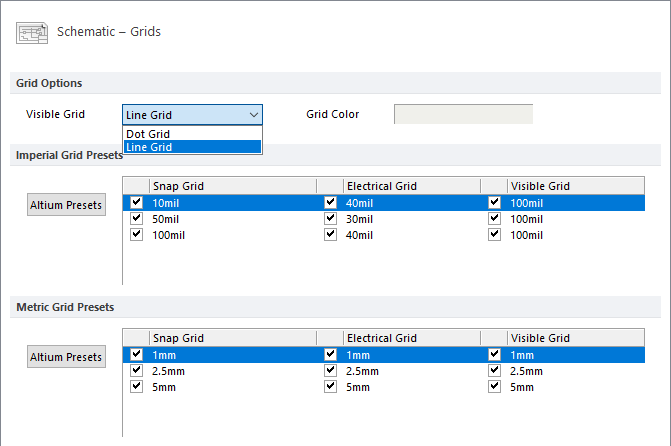 Schematic – Grids
Grid Options
Visible Grid Line Grid Grid Color
Dot Grid
Line Grid
Imperial Grid Presets
Altium Presets
Snap Grid Electrical Grid Visible Grid
10mil 40mil 100mil
50mil 30mil 100mil
100mil 40mil 100mil
Metric Grid Presets
Altium Presets
Snap Grid Electrical Grid Visible Grid
1mm 1mm 1mm
2.5mm 2.5mm 2.5mm
5mm 5mm 5mm